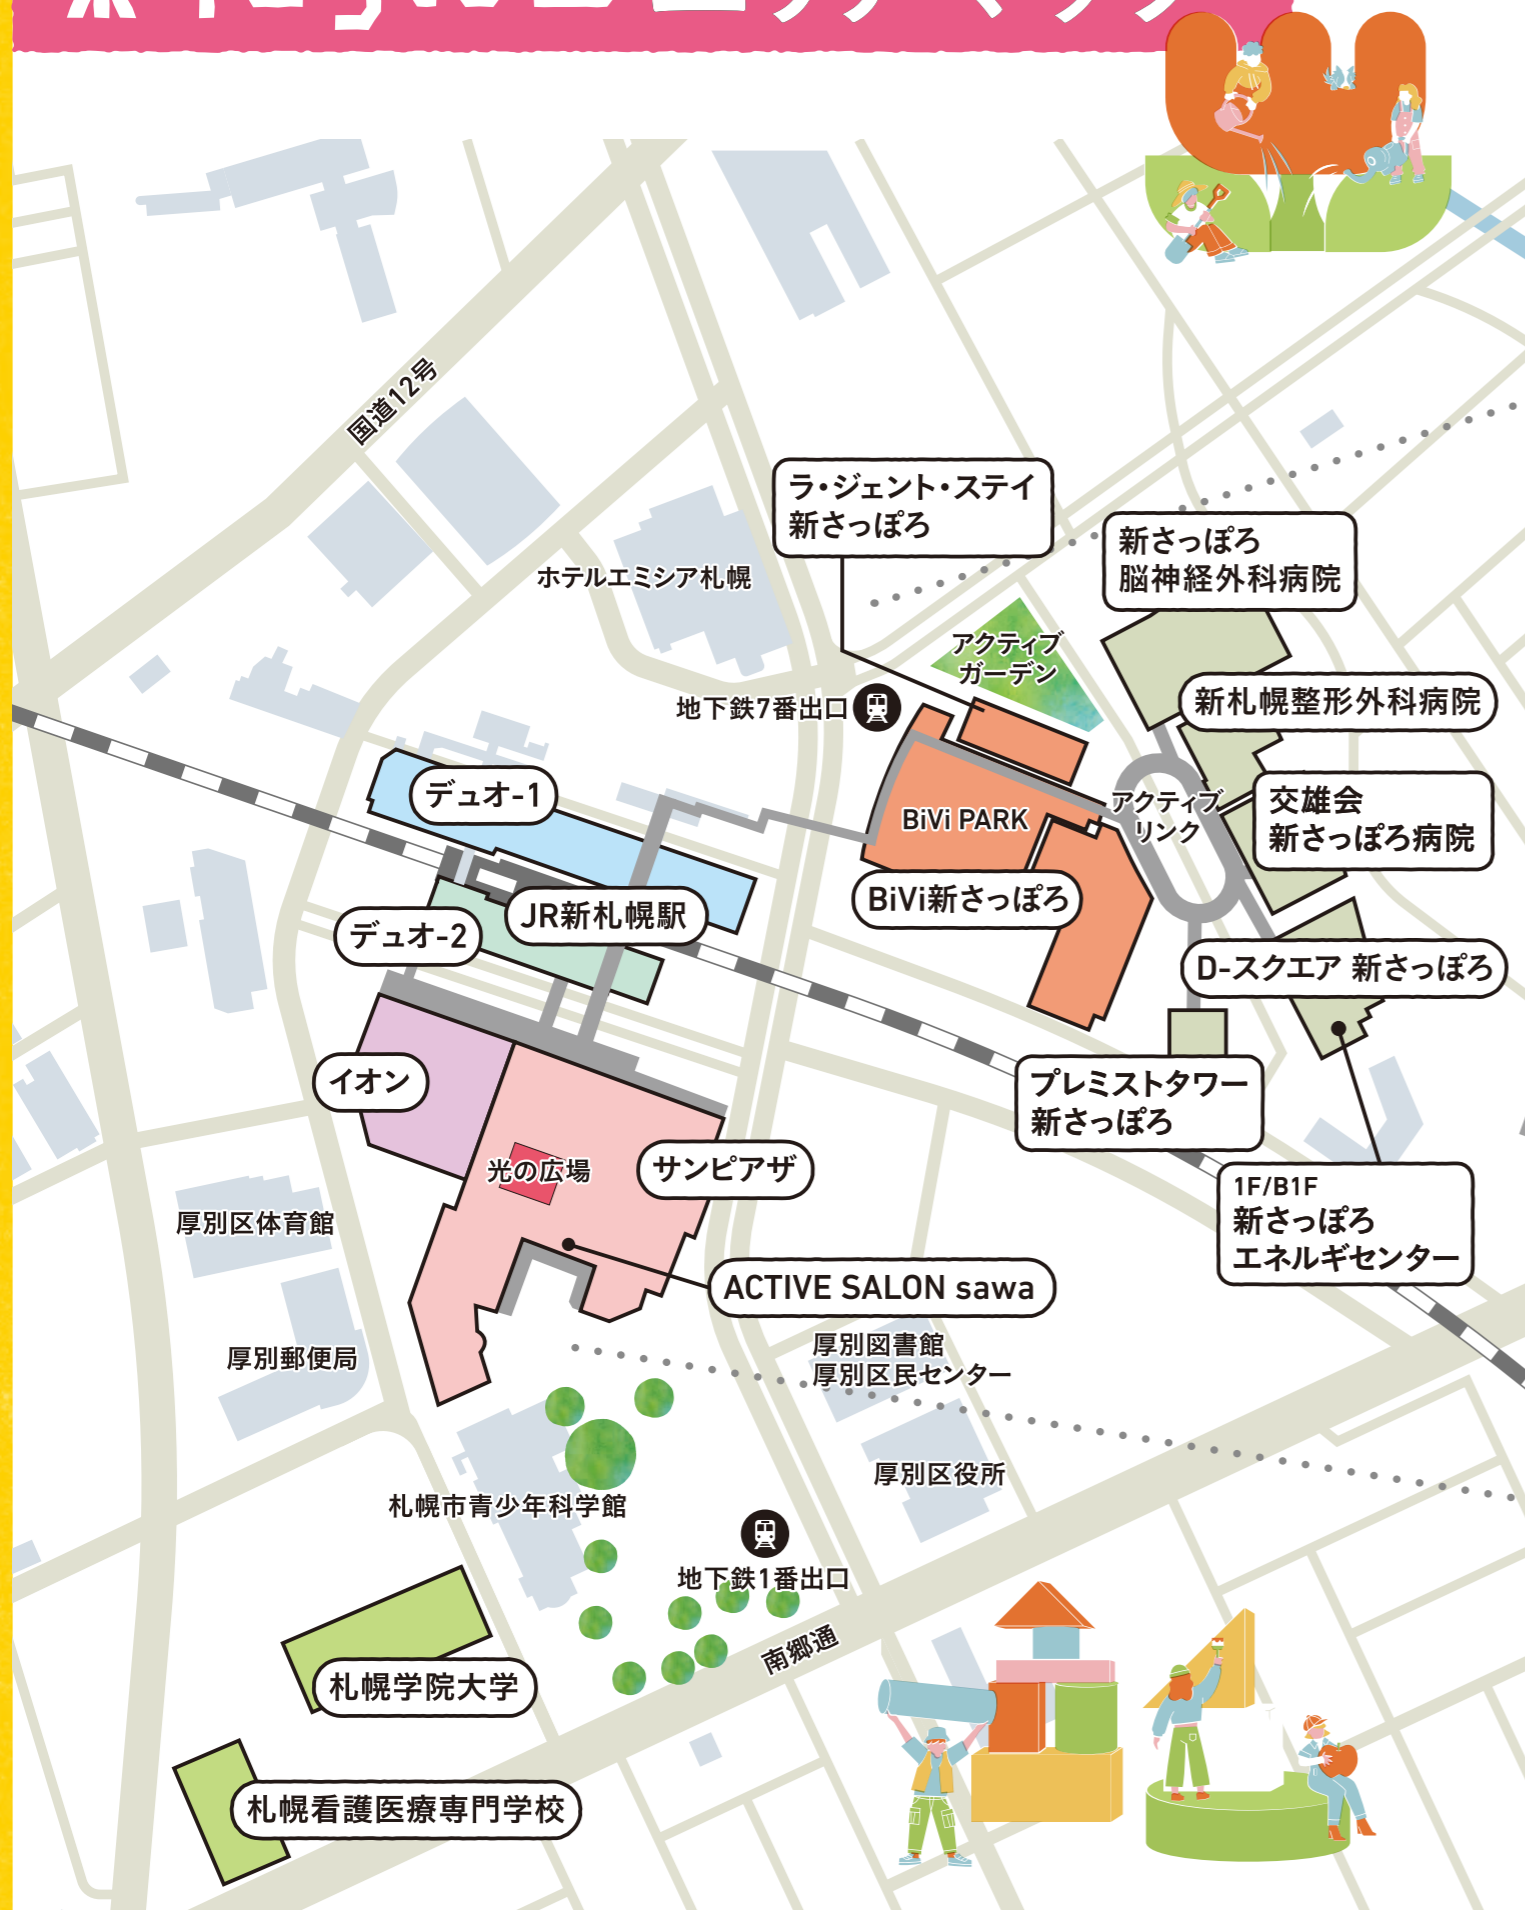 国道12号
ラ・ジェント・ステイ
新さっぽろ
新さっぽろ
脳神経外科病院
ホテルエミシア札幌
アクティブ
ガーデン
地下鉄7番出口
新札幌整形外科病院
デュオ-1
BiVi PARK
アクティブ
リンク
交雄会
新さっぽろ病院
BiVi新さっぽろ
JR新札幌駅
デュオ-2
D-スクエア 新さっぽろ
イオン
プレミストタワー
新さっぽろ
光の広場
サンピアザ
1F/B1F
新さっぽろ
エネルギセンター
厚別区体育館
ACTIVE SALON sawa
厚別郵便局
厚別図書館
厚別区民センター
厚別区役所
札幌市青少年科学館
地下鉄1番出口
南郷通
札幌学院大学
札幌看護医療専門学校